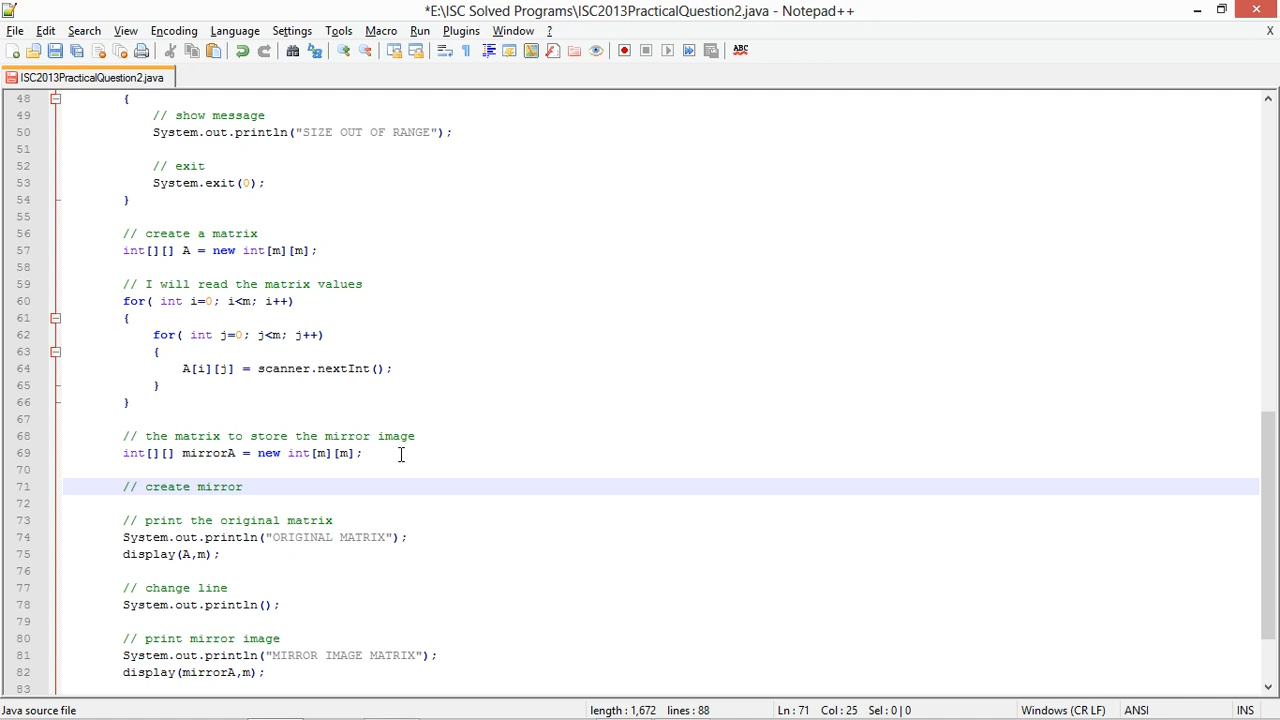 *E:\ISC Solved Programs\ISC2013PracticalQuestion2.java - Notepad++
File Edit Search View Encoding Language Settings Tools Macro Run Plugins Window ? X
ABC
ISC2013PracticalQuestion2.java
48 {
49 // show message
50 System.out.println("SIZE OUT OF RANGE");
51
52 // exit
53 System.exit(0);
54 }
55
56 // create a matrix
57 int[][] A = new int[m][m];
58
59 // I will read the matrix values
60 for( int i=0; i<m; i++)
61 {
62 for( int j=0; j<m; j++)
63 {
64 A[i][j] = scanner.nextInt();
65 }
66 }
67
68 // the matrix to store the mirror image
69 int[][] mirrorA = new int[m][m];
70
71 // create mirror
72
73 // print the original matrix
74 System.out.println("ORIGINAL MATRIX");
75 display(A,m);
76
77 // change line
78 System.out.println();
79
80 // print mirror image
81 System.out.println("MIRROR IMAGE MATRIX");
82 display(mirrorA,m);
83
Java source file length : 1,672 lines : 88 Ln : 71 Col : 25 Sel : 0 | 0 Windows (CR LF) ANSI INS